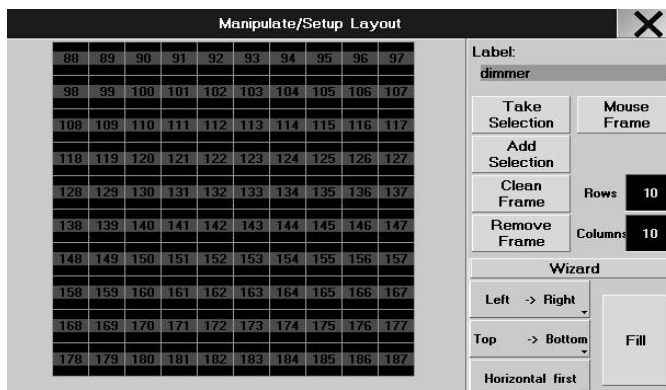 Manipulate/Setup Layout
88 89 90 91 92 93 94 95 96 97
98 99 100 101 102 103 104 105 106 107
108 109 110 111 112 113 114 115 116 117
118 119 120 121 122 123 124 125 126 127
128 129 130 131 132 133 134 135 136 137
138 139 140 141 142 143 144 145 146 147
148 149 150 151 152 153 154 155 156 157
158 159 160 161 162 163 164 165 166 167
168 169 170 171 172 173 174 175 176 177
178 179 180 181 182 183 184 185 186 187
Label:
dimmer
Take
Selection
Mouse
Frame
Add
Selection
Clean
Frame
Rows 10
Remove
Frame
Columns 10
Wizard
Left -> Right
Top -> Bottom
Fill
Horizontal first